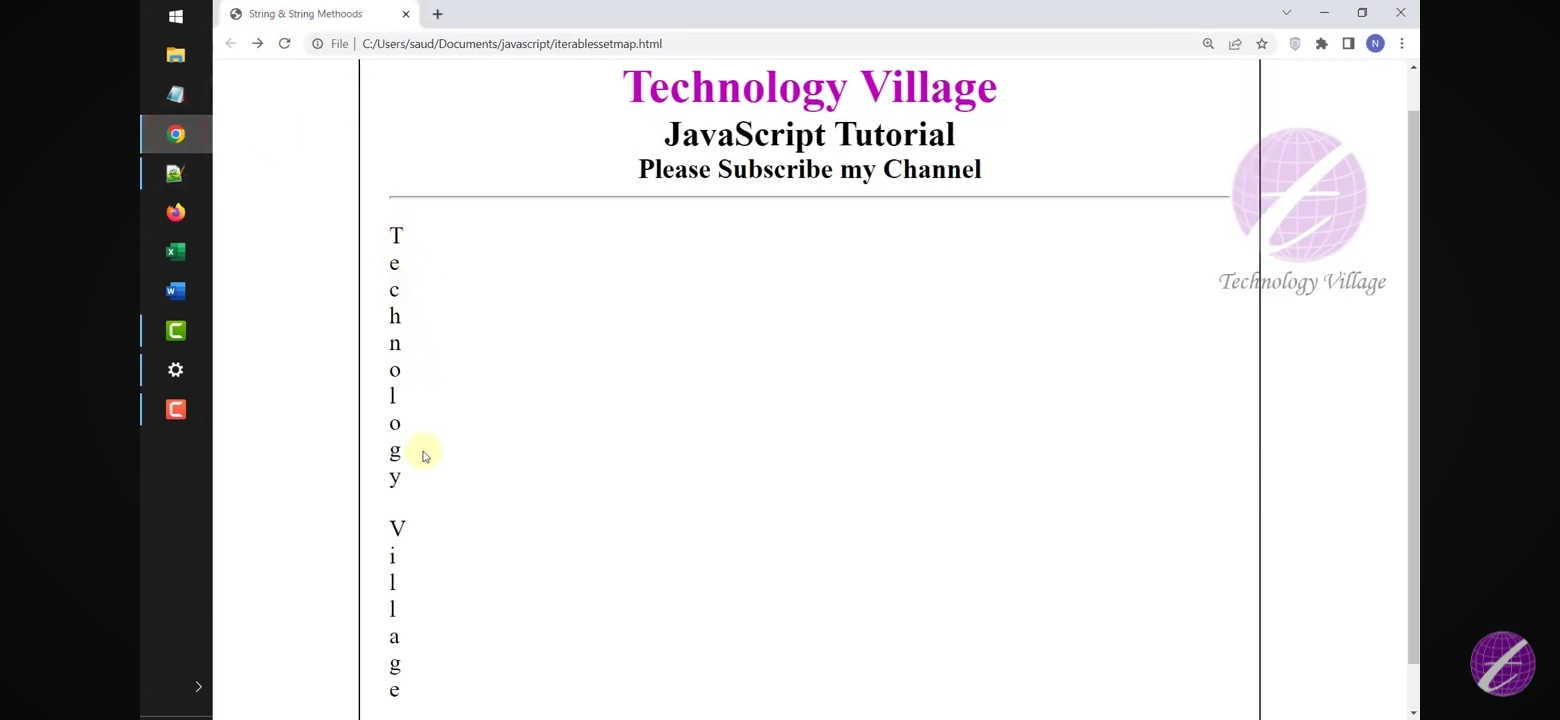 String & String Methoods
File
C:/Users/saud/Documents/javascript/iterablessetmap.html
N
Technology Village
JavaScript Tutorial
Please Subscribe my Channel
T
e
c
h
n
o
l
o
g
y
V
i
l
l
a
g
e
Technology Village